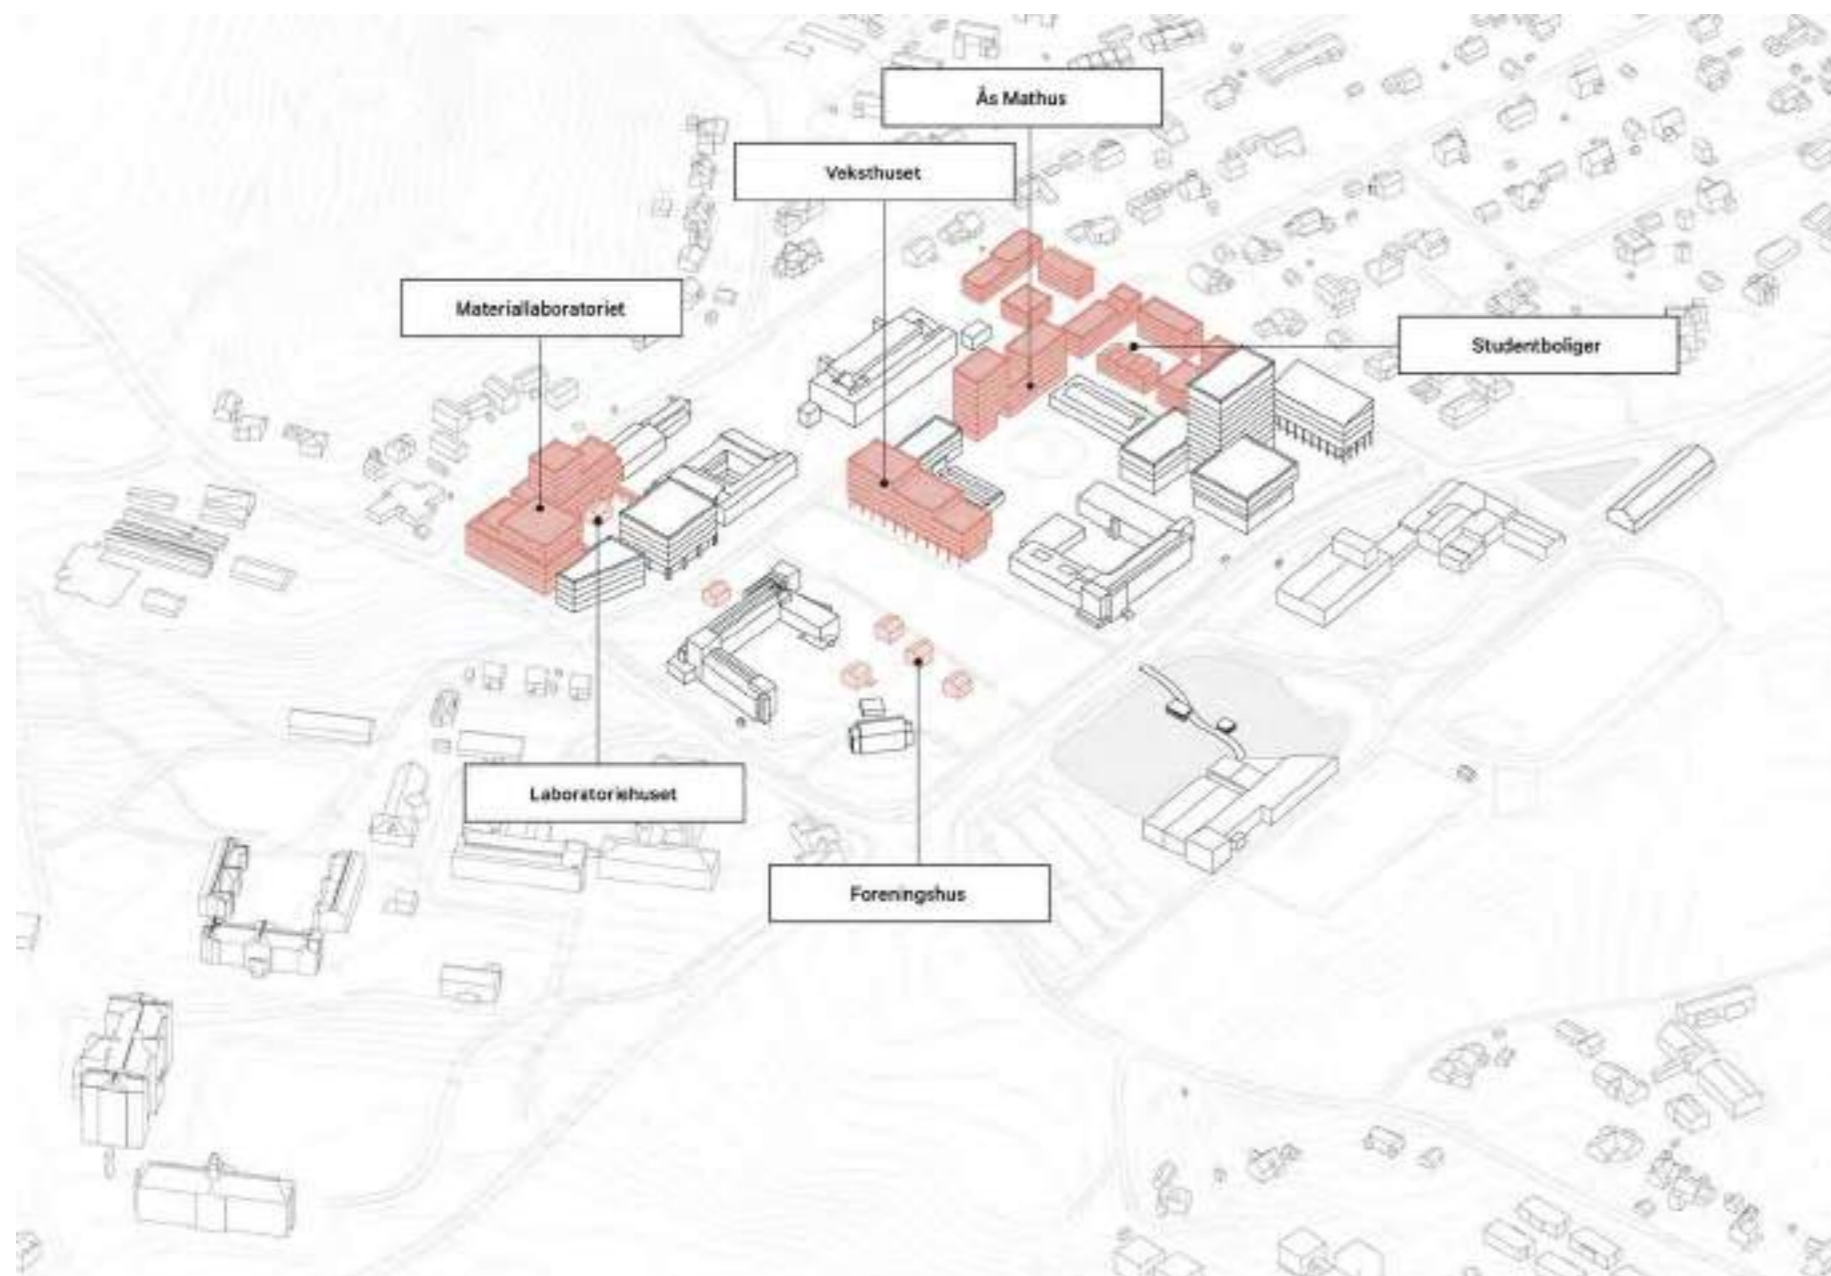 Ås Mathus
Veksthuset
Materiallaboratoriet
Studentboliger
Laboratoriehuset
Foreningshus